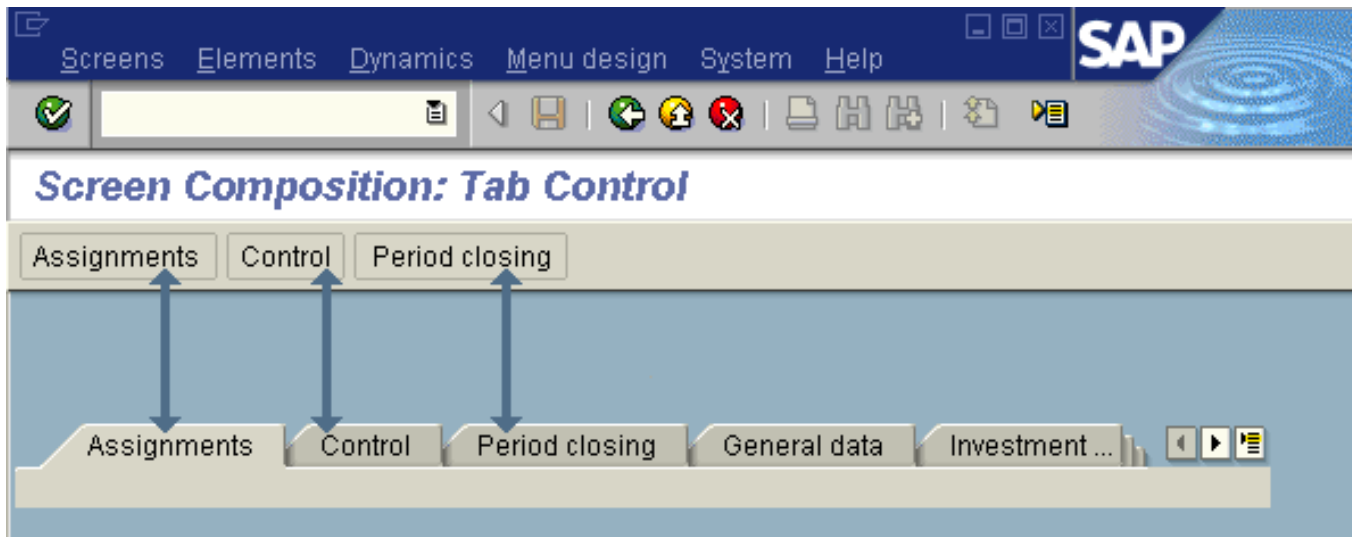 Screens Elements Dynamics Menu design System Help
SAP
Screen Composition: Tab Control
Assignments Control Period closing
Assignments Control Period closing General data Investment ...